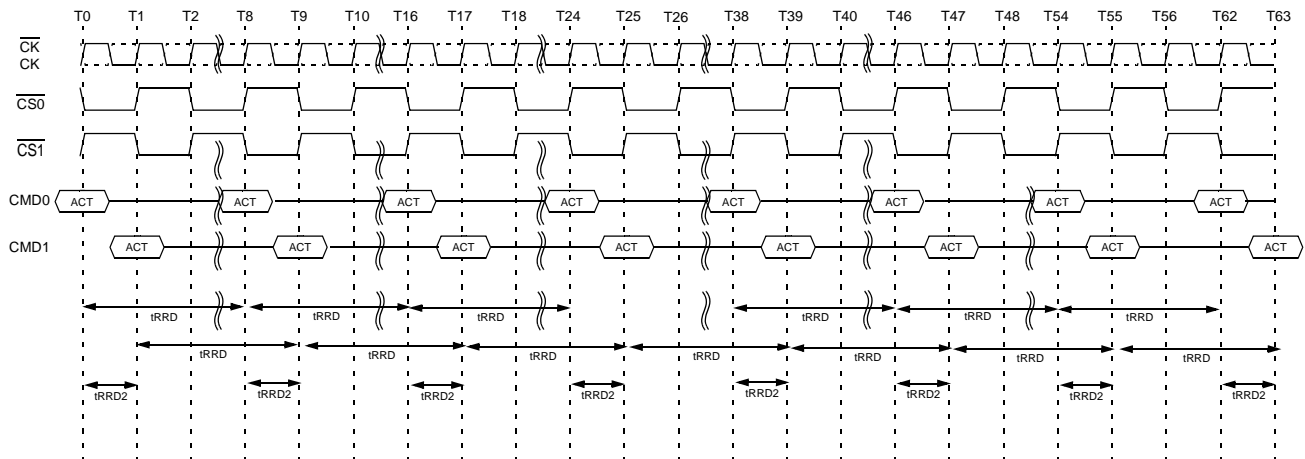 T0 T1 T2 T8 T9 T10 T16 T17 T18 T24 T25 T26 T38 T39 T40 T46 T47 T48 T54 T55 T56 T62 T63
CK
CK
CS0
CS1
CMD0 ACT ACT ACT ACT ACT ACT ACT ACT
CMD1 ACT ACT ACT ACT ACT ACT ACT ACT
tRRD tRRD tRRD tRRD tRRD tRRD
tRRD tRRD tRRD tRRD tRRD tRRD tRRD
tRRD2 tRRD2 tRRD2 tRRD2 tRRD2 tRRD2 tRRD2 tRRD2